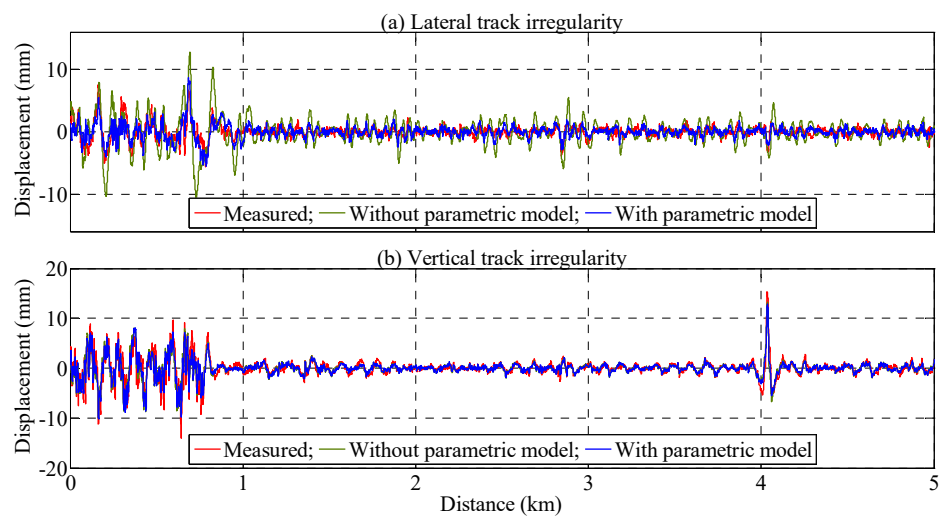 (a) Lateral track irregularity
Displacement (mm)
10
0
-10
Measured; Without parametric model; With parametric model
(b) Vertical track irregularity
Displacement (mm)
20
10
0
-10
-20
Measured; Without parametric model; With parametric model
0 1 2 3 4 5
Distance (km)